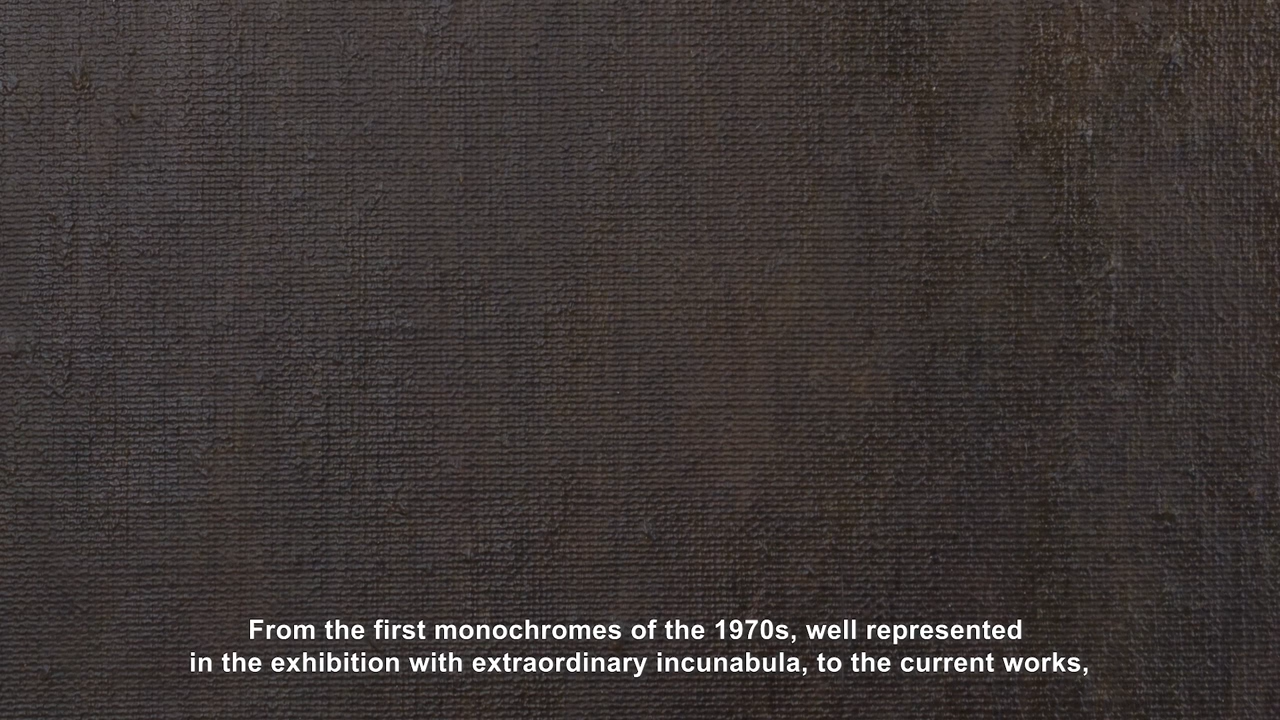 From the first monochromes of the 1970s, well represented
in the exhibition with extraordinary incunabula, to the current works,